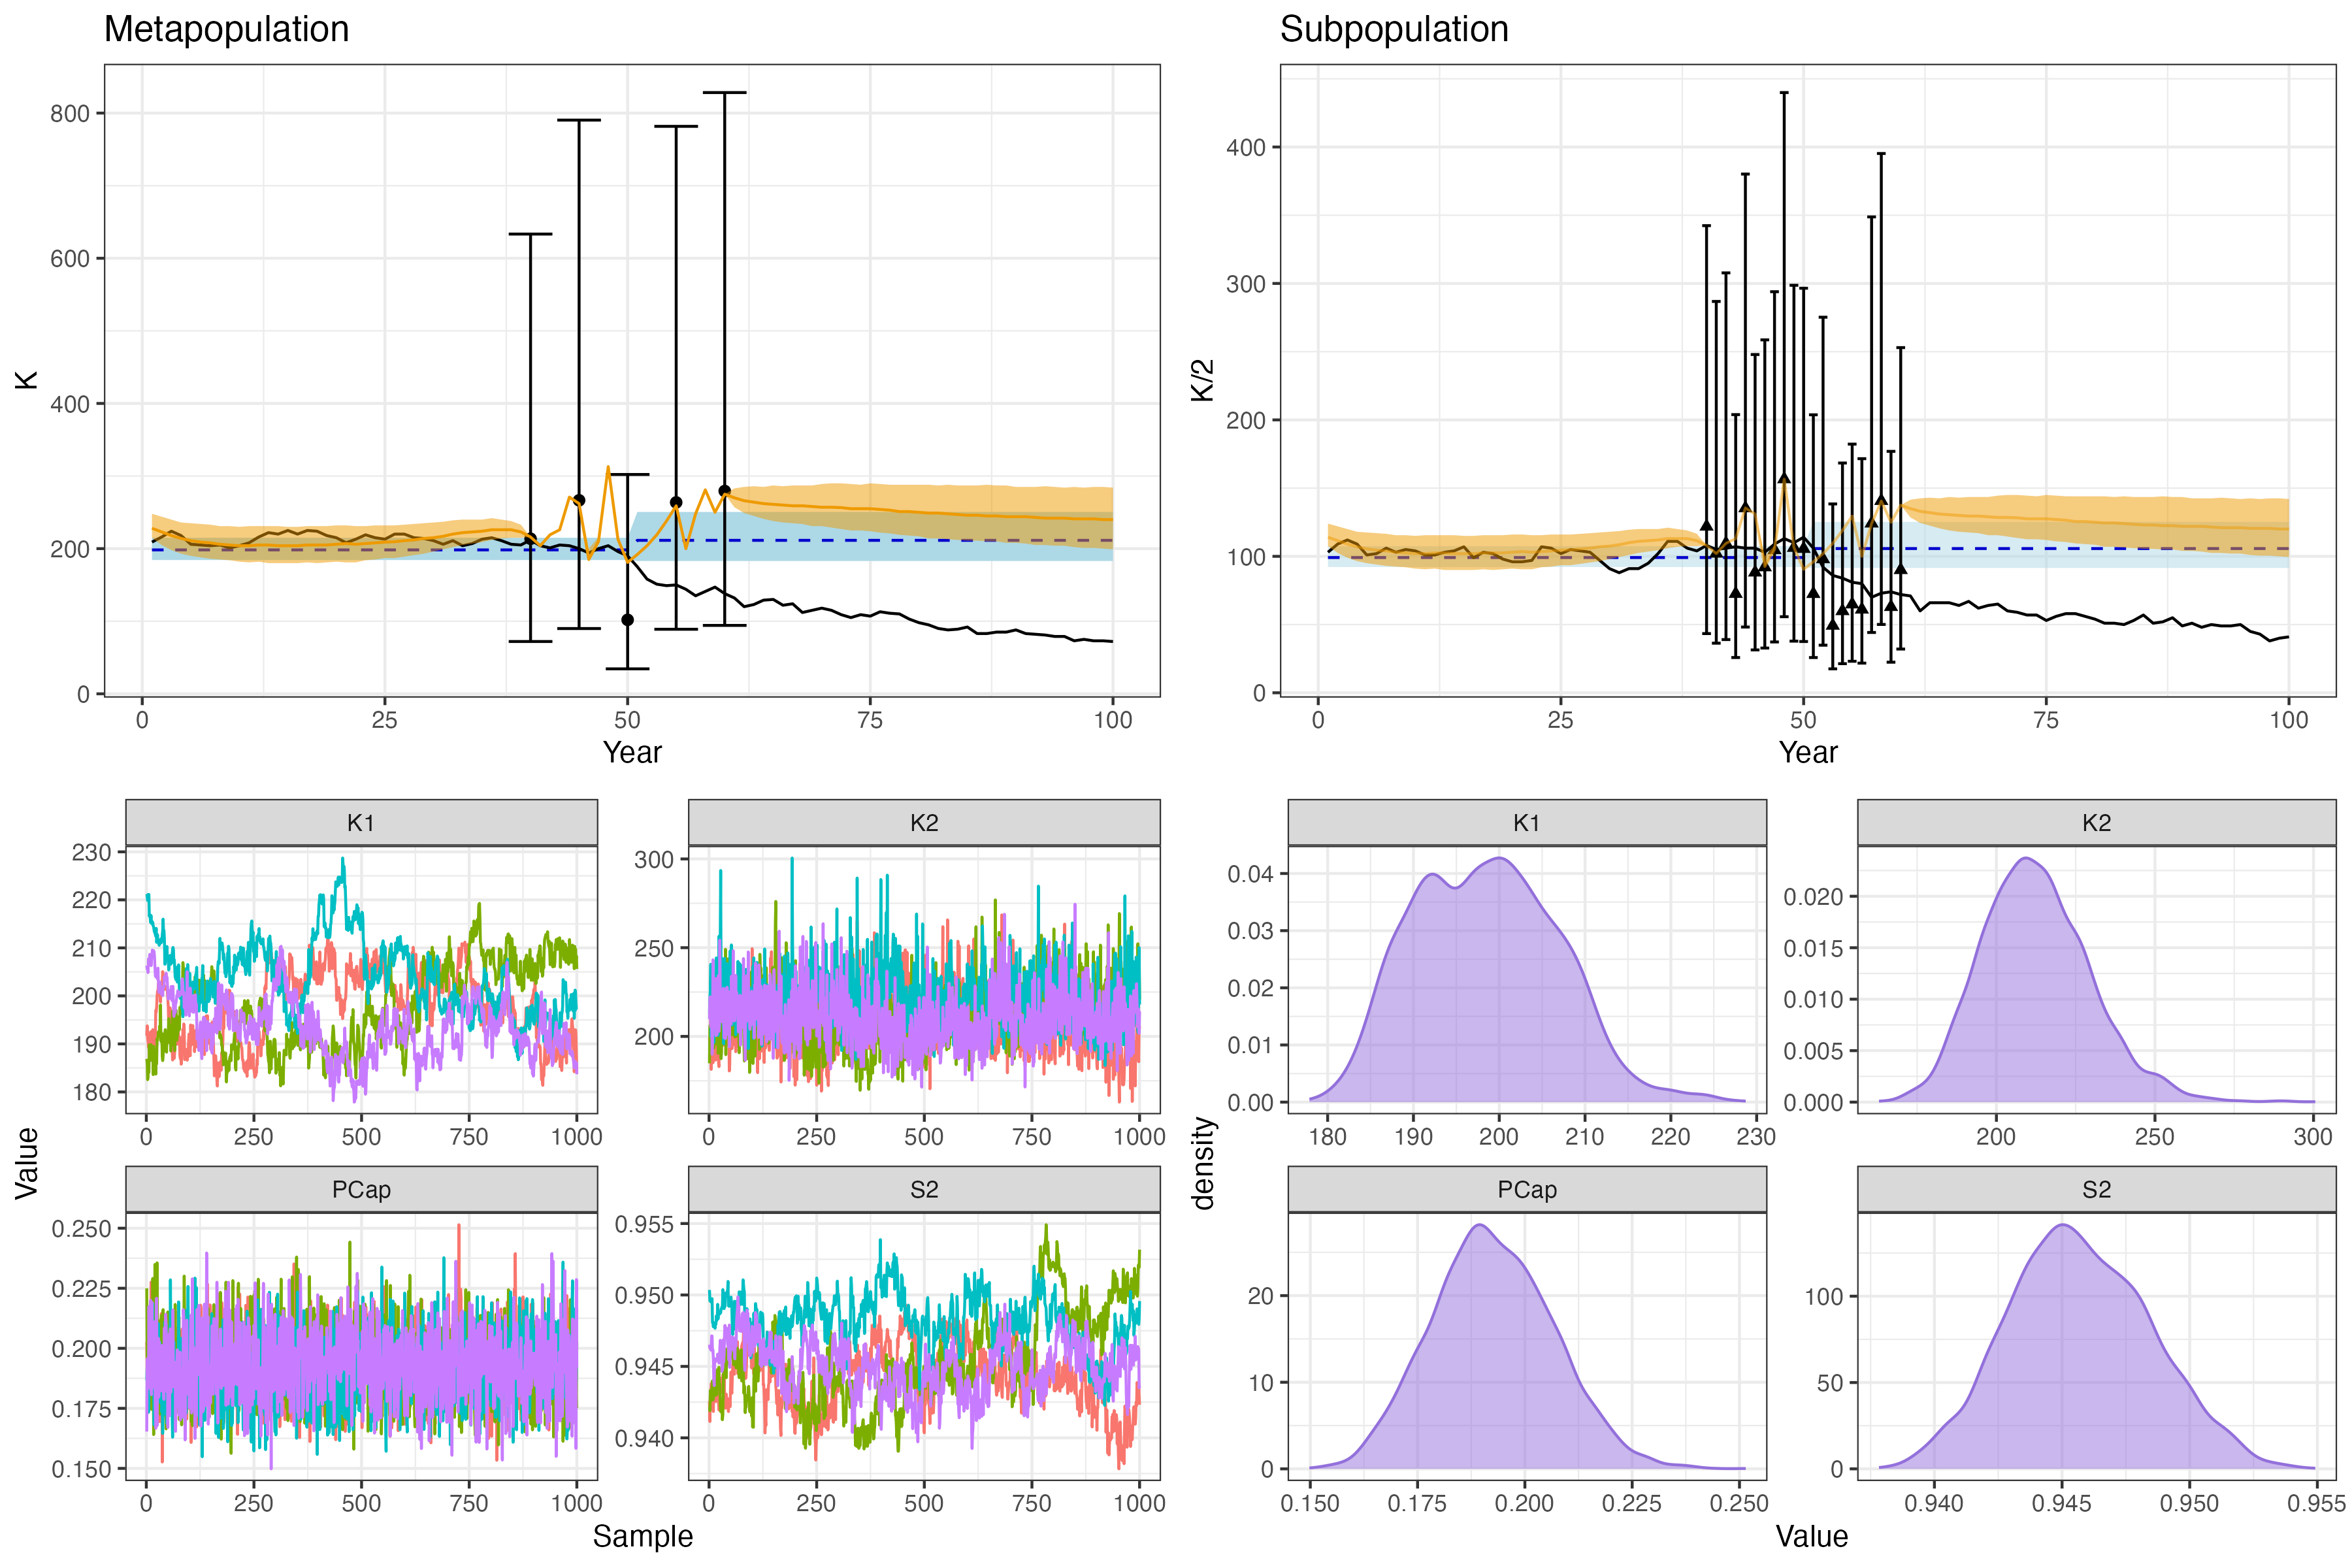 Metapopulation
K
800
600
400
200
0
0 25 50 75 100
Year
Subpopulation
K/2
400
300
200
100
0
0 25 50 75 100
Year
Value
K1
230
220
210
200
190
180
0 250 500 750 1000
K2
300
250
200
0 250 500 750 1000
PCap
0.250
0.225
0.200
0.175
0.150
0 250 500 750 1000
S2
0.955
0.950
0.945
0.940
0 250 500 750 1000
Sample
density
K1
0.04
0.03
0.02
0.01
0.00
180 190 200 210 220 230
K2
0.020
0.015
0.010
0.005
0.000
200 250 300
PCap
20
10
0
0.150 0.175 0.200 0.225 0.250
S2
100
50
0
0.940 0.945 0.950 0.955
Value